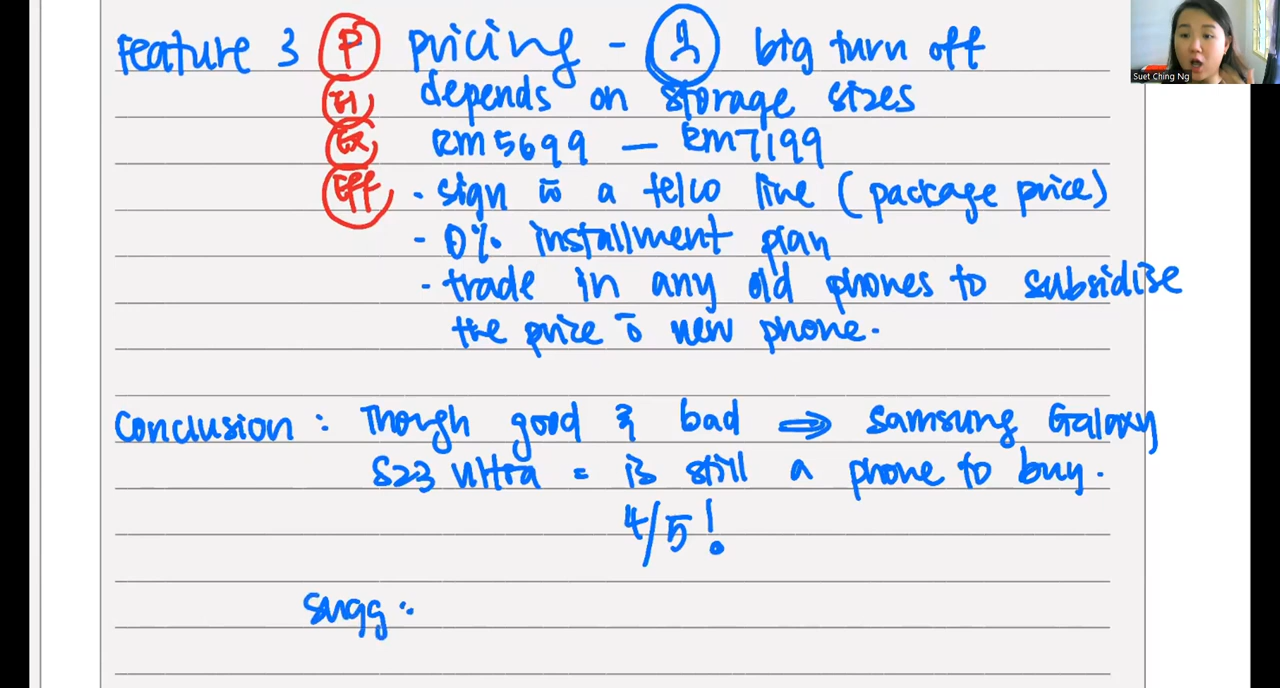 Suet Ching Ng
Feature 3 P pricing - big turn off
El depends on storage sizes
Ex RM5699 — RM7199
Eff · sign w̄ a telco line (package price)
- 0% installment plan
- trade in any old phones to subsidise
the price w̄ new phone.
Conclusion : Though good & bad ⇒ Samsung Galaxy
S23 Ultra = is still a phone to buy.
4/5!
Sugg :